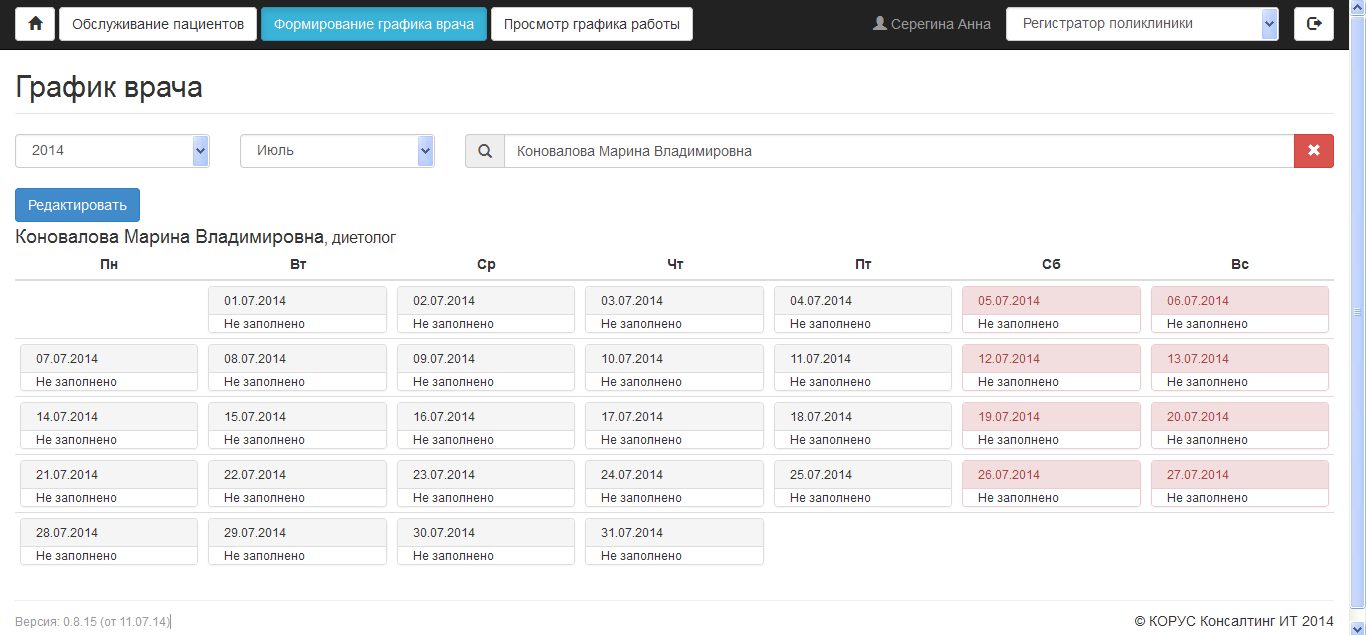 Обслуживание пациентов Формирование графика врача Просмотр графика работы Серегина Анна Регистратор поликлиники
График врача
2014 Июль Коновалова Марина Владимировна
Редактировать
Коновалова Марина Владимировна, диетолог
Пн Вт Ср Чт Пт Сб Вс
01.07.2014 02.07.2014 03.07.2014 04.07.2014 05.07.2014 06.07.2014
Не заполнено Не заполнено Не заполнено Не заполнено Не заполнено Не заполнено
07.07.2014 08.07.2014 09.07.2014 10.07.2014 11.07.2014 12.07.2014 13.07.2014
Не заполнено Не заполнено Не заполнено Не заполнено Не заполнено Не заполнено Не заполнено
14.07.2014 15.07.2014 16.07.2014 17.07.2014 18.07.2014 19.07.2014 20.07.2014
Не заполнено Не заполнено Не заполнено Не заполнено Не заполнено Не заполнено Не заполнено
21.07.2014 22.07.2014 23.07.2014 24.07.2014 25.07.2014 26.07.2014 27.07.2014
Не заполнено Не заполнено Не заполнено Не заполнено Не заполнено Не заполнено Не заполнено
28.07.2014 29.07.2014 30.07.2014 31.07.2014
Не заполнено Не заполнено Не заполнено Не заполнено
Версия: 0.8.15 (от 11.07.14) © КОРУС Консалтинг ИТ 2014